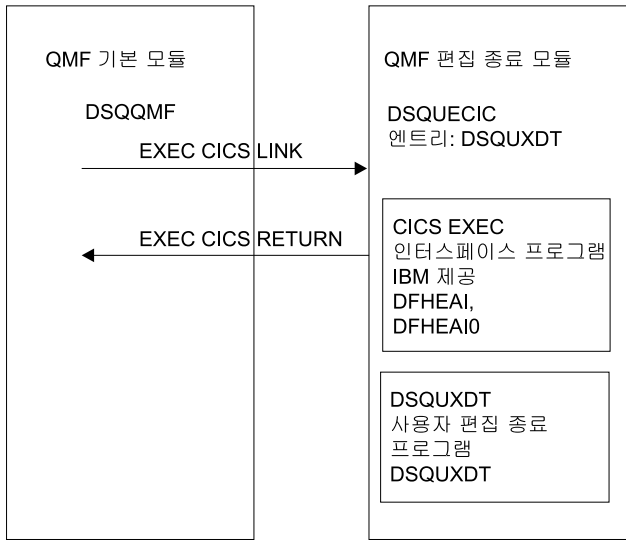 QMF 기본 모듈
DSQQMF
EXEC CICS LINK
EXEC CICS RETURN
QMF 편집 종료 모듈
DSQUECIC
엔트리: DSQUXDT
CICS EXEC
인터스페이스 프로그램
IBM 제공
DFHEAI,
DFHEAI0
DSQUXDT
사용자 편집 종료
프로그램
DSQUXDT